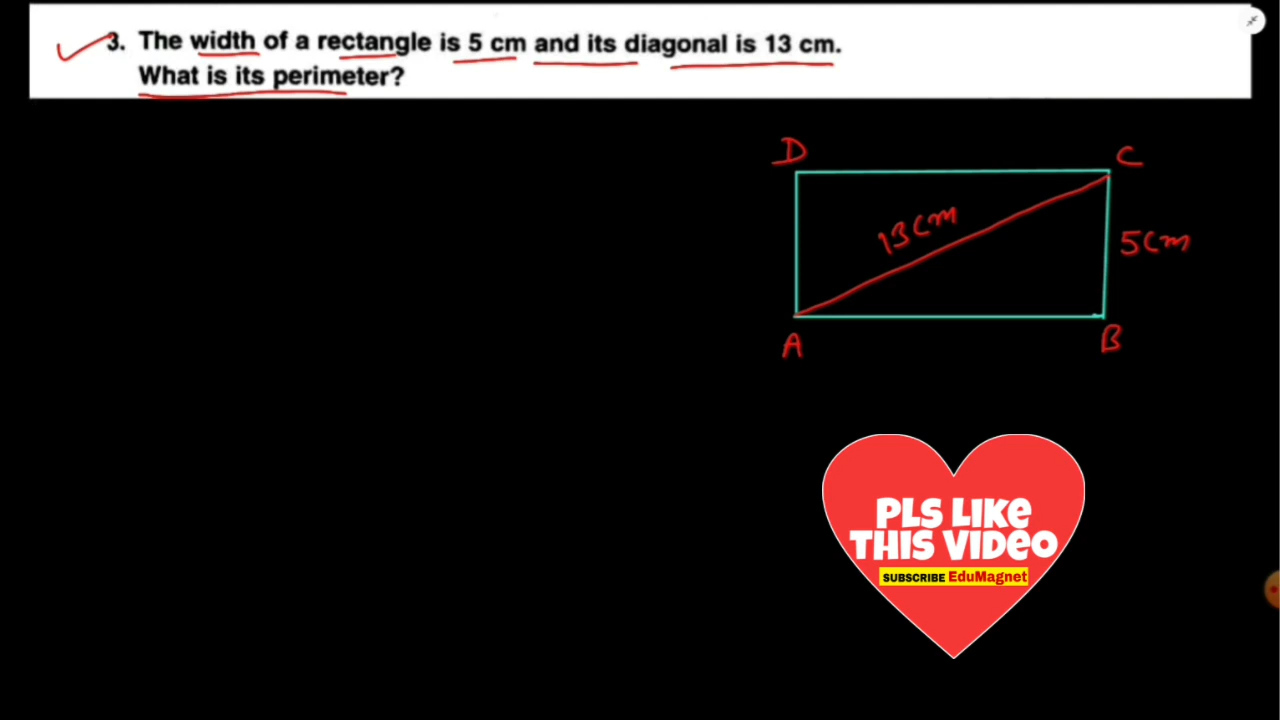 3. The width of a rectangle is 5 cm and its diagonal is 13 cm.
What is its perimeter?
D
C
13cm
5cm
A
B
PLS LIKE
THIS VIDEO
SUBSCRIBE EduMagnet